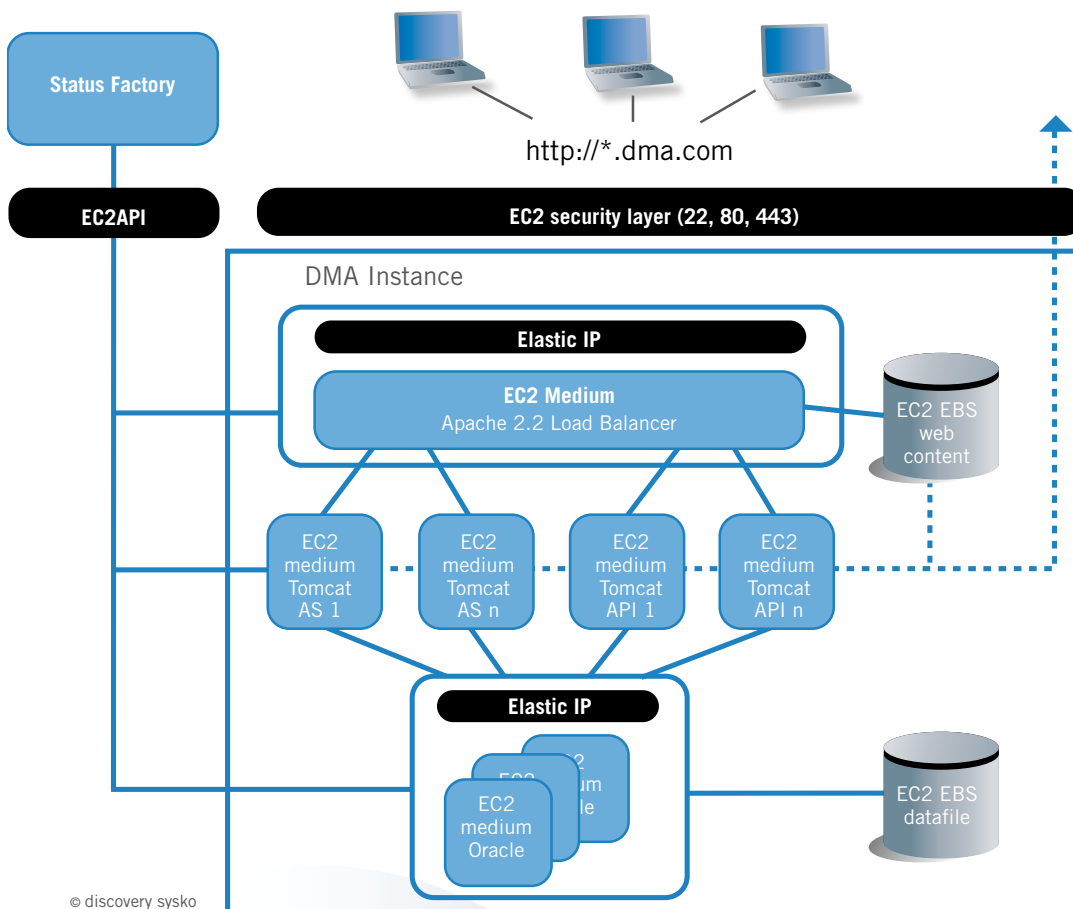 Status Factory
http://*.dma.com
EC2API
EC2 security layer (22, 80, 443)
DMA Instance
Elastic IP
EC2 Medium
Apache 2.2 Load Balancer
EC2 EBS
web
content
EC2
medium
Tomcat
AS 1
EC2
medium
Tomcat
AS n
EC2
medium
Tomcat
API 1
EC2
medium
Tomcat
API n
Elastic IP
EC2
medium
Oracle
EC2 EBS
datafile
© discovery sysko